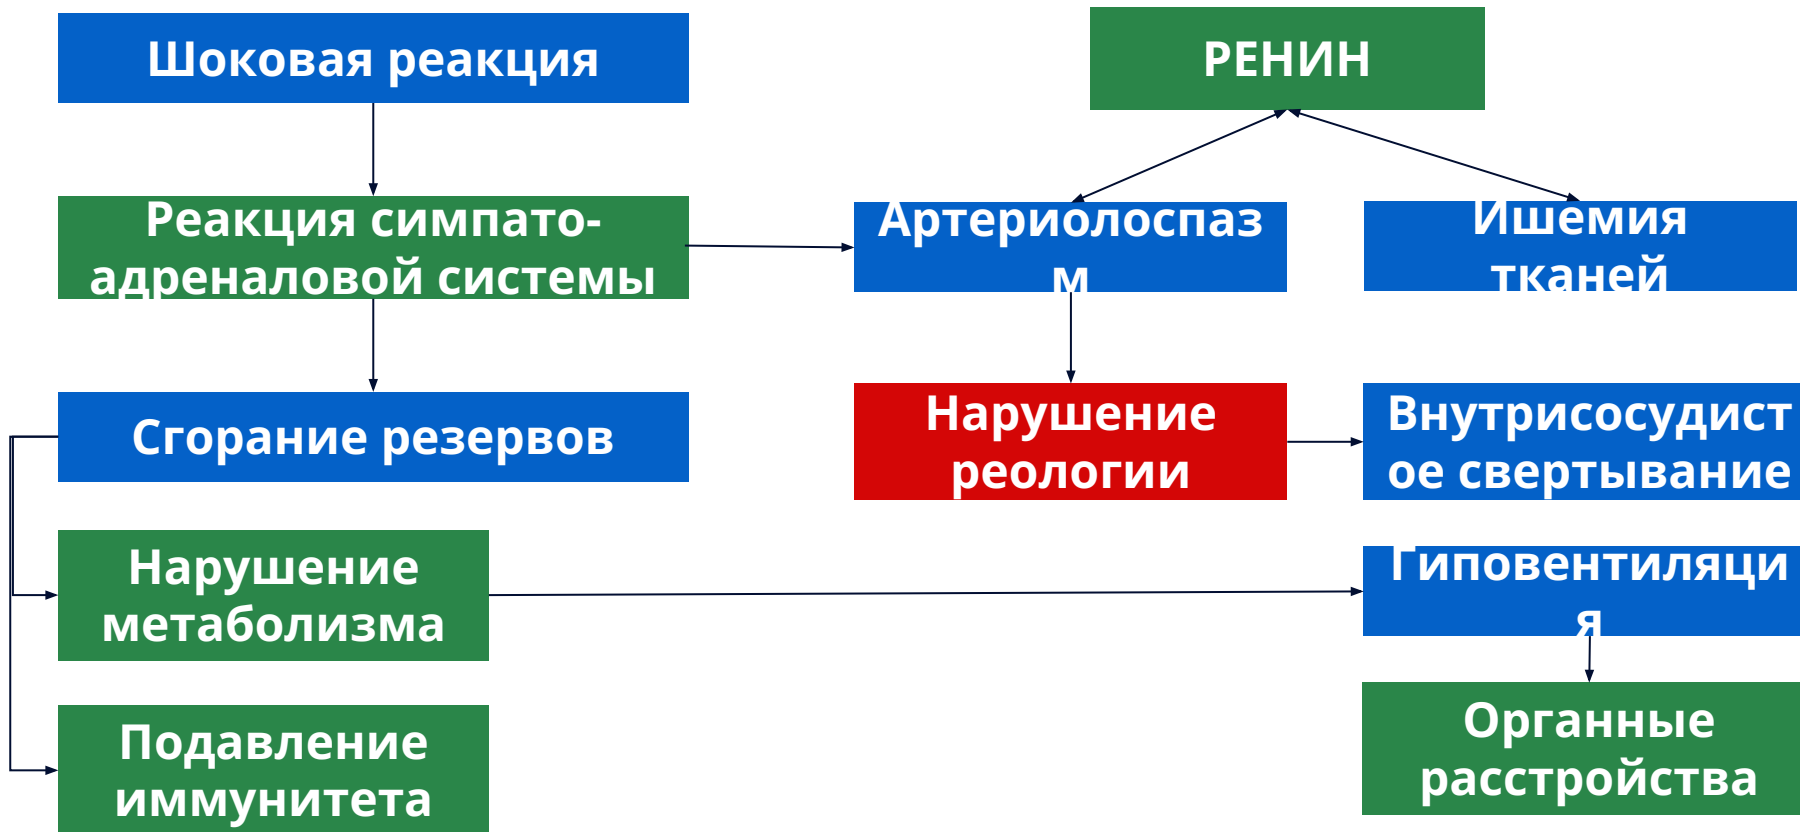 Шоковая реакция
РЕНИН
Реакция симпато-
адреналовой системы
Артериолоспаз
м
Ишемия
тканей
Сгорание резервов
Нарушение
реологии
Внутрисосудист
ое свертывание
Нарушение
метаболизма
Гиповентиляци
я
Подавление
иммунитета
Органные
расстройства